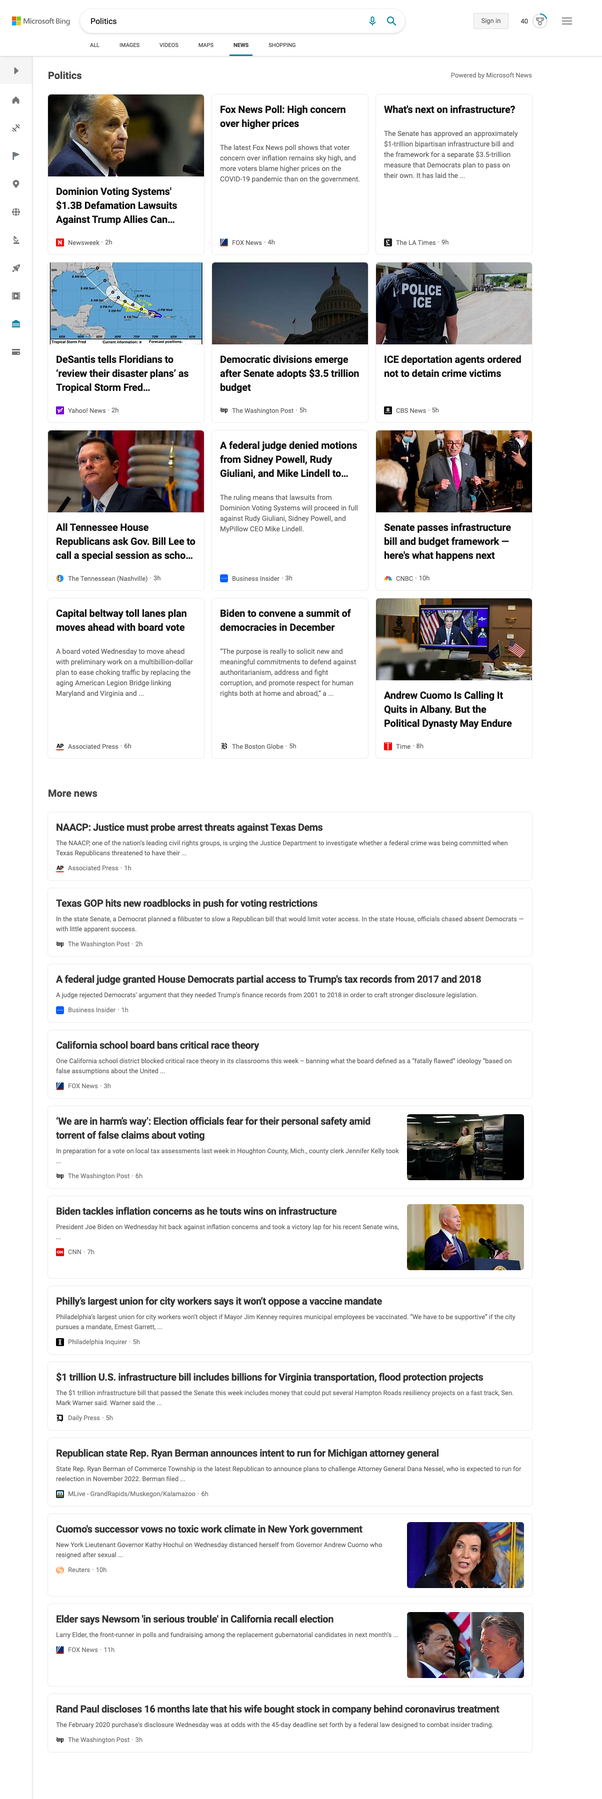 Microsoft Bing
Politics
Sign in
40
ALL
IMAGES
VIDEOS
MAPS
NEWS
SHOPPING
Politics
Powered by Microsoft News
Dominion Voting Systems'
$1.3B Defamation Lawsuits
Against Trump Allies Can...
Newsweek · 2h
Fox News Poll: High concern
over higher prices
The latest Fox News poll shows that voter
concern over inflation remains sky high, and
more voters blame higher prices on the
COVID-19 pandemic than on the government.
FOX News · 4h
What's next on infrastructure?
The Senate has approved an approximately
$1-trillion bipartisan infrastructure bill and
the framework for a separate $3.5-trillion
measure that Democrats plan to pass on
their own. It has laid the ...
The LA Times · 9h
Tropical Storm Fred
Current information: x
Forecast positions:
DeSantis tells Floridians to
'review their disaster plans' as
Tropical Storm Fred...
Yahoo! News · 2h
Democratic divisions emerge
after Senate adopts $3.5 trillion
budget
The Washington Post · 5h
POLICE
ICE
ICE deportation agents ordered
not to detain crime victims
CBS News · 5h
All Tennessee House
Republicans ask Gov. Bill Lee to
call a special session as scho...
The Tennessean (Nashville) · 3h
A federal judge denied motions
from Sidney Powell, Rudy
Giuliani, and Mike Lindell to...
The ruling means that lawsuits from
Dominion Voting Systems will proceed in full
against Rudy Giuliani, Sidney Powell, and
MyPillow CEO Mike Lindell.
Business Insider · 3h
Senate passes infrastructure
bill and budget framework —
here's what happens next
CNBC · 10h
Capital beltway toll lanes plan
moves ahead with board vote
A board voted Wednesday to move ahead
with preliminary work on a multibillion-dollar
plan to ease choking traffic by replacing the
aging American Legion Bridge linking
Maryland and Virginia and ...
AP Associated Press · 6h
Biden to convene a summit of
democracies in December
"The purpose is really to solicit new and
meaningful commitments to defend against
authoritarianism, address and fight
corruption, and promote respect for human
rights both at home and abroad," a ...
The Boston Globe · 5h
Andrew Cuomo Is Calling It
Quits in Albany. But the
Political Dynasty May Endure
Time · 8h
More news
NAACP: Justice must probe arrest threats against Texas Dems
The NAACP, one of the nation's leading civil rights groups, is urging the Justice Department to investigate whether a federal crime was being committed when
Texas Republicans threatened to have their ...
AP Associated Press · 1h
Texas GOP hits new roadblocks in push for voting restrictions
In the state Senate, a Democrat planned a filibuster to slow a Republican bill that would limit voter access. In the state House, officials chased absent Democrats —
with little apparent success.
wp The Washington Post · 2h
A federal judge granted House Democrats partial access to Trump's tax records from 2017 and 2018
A judge rejected Democrats' argument that they needed Trump's finance records from 2001 to 2018 in order to craft stronger disclosure legislation.
Business Insider · 1h
California school board bans critical race theory
One California school district blocked critical race theory in its classrooms this week – banning what the board defined as a "fatally flawed" ideology "based on
false assumptions about the United ...
FOX News · 3h
'We are in harm's way': Election officials fear for their personal safety amid
torrent of false claims about voting
In preparation for a vote on local tax assessments last week in Houghton County, Mich., county clerk Jennifer Kelly took
...
wp The Washington Post · 6h
Biden tackles inflation concerns as he touts wins on infrastructure
President Joe Biden on Wednesday hit back against inflation concerns and took a victory lap for his recent Senate wins,
...
CNN CNN · 7h
Philly's largest union for city workers says it won't oppose a vaccine mandate
Philadelphia's largest union for city workers won't object if Mayor Jim Kenney requires municipal employees be vaccinated. "We have to be supportive" if the city
pursues a mandate, Ernest Garrett, ...
Philadelphia Inquirer · 5h
$1 trillion U.S. infrastructure bill includes billions for Virginia transportation, flood protection projects
The $1 trillion infrastructure bill that passed the Senate this week includes money that could put several Hampton Roads resiliency projects on a fast track, Sen.
Mark Warner said. Warner said the ...
Daily Press · 5h
Republican state Rep. Ryan Berman announces intent to run for Michigan attorney general
State Rep. Ryan Berman of Commerce Township is the latest Republican to announce plans to challenge Attorney General Dana Nessel, who is expected to run for
reelection in November 2022. Berman filed ...
MLive - GrandRapids/Muskegon/Kalamazoo · 6h
Cuomo's successor vows no toxic work climate in New York government
New York Lieutenant Governor Kathy Hochul on Wednesday distanced herself from Governor Andrew Cuomo who
resigned after sexual ...
Reuters · 10h
Elder says Newsom 'in serious trouble' in California recall election
Larry Elder, the front-runner in polls and fundraising among the replacement gubernatorial candidates in next month's ...
FOX News · 11h
Rand Paul discloses 16 months late that his wife bought stock in company behind coronavirus treatment
The February 2020 purchase's disclosure Wednesday was at odds with the 45-day deadline set forth by a federal law designed to combat insider trading.
wp The Washington Post · 3h